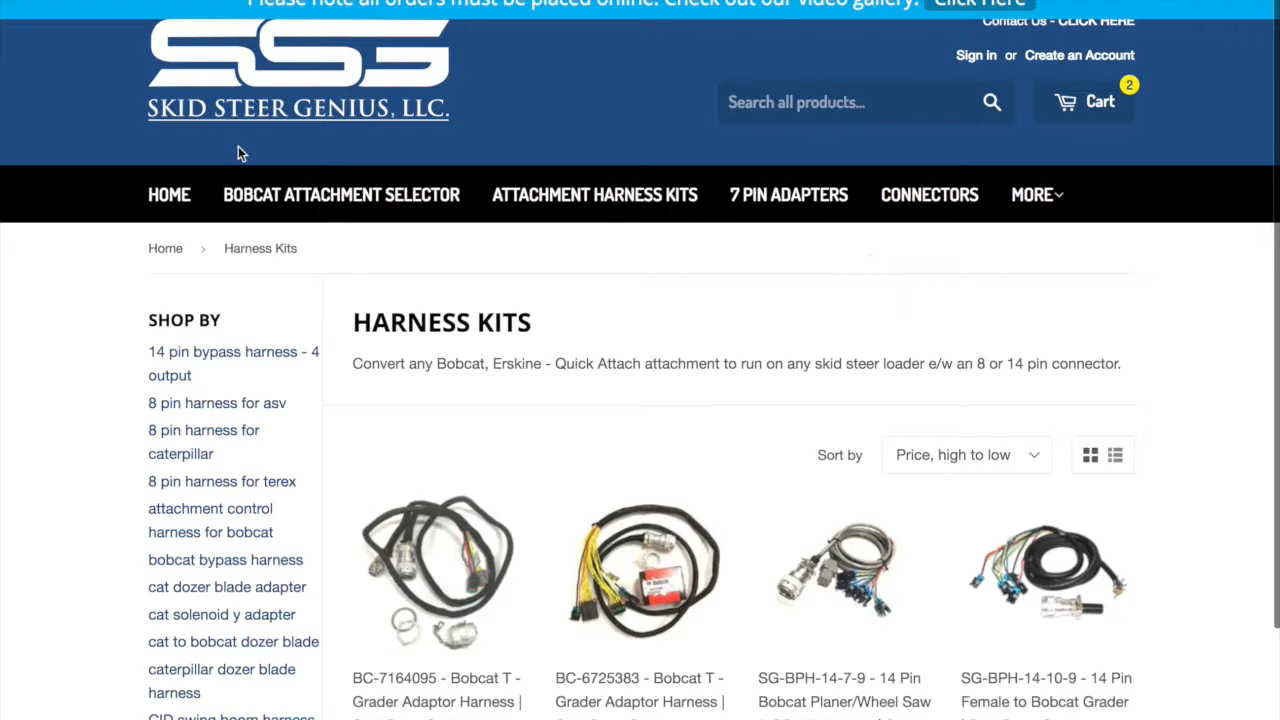 Please note all orders must be placed online. Check out our video gallery. Click Here
Contact Us - CLICK HERE
SSG
SKID STEER GENIUS, LLC.
Sign in or Create an Account
Search all products...
Cart
2
HOME BOBCAT ATTACHMENT SELECTOR ATTACHMENT HARNESS KITS 7 PIN ADAPTERS CONNECTORS MORE
Home › Harness Kits
SHOP BY
14 pin bypass harness - 4
output
8 pin harness for asv
8 pin harness for
caterpillar
8 pin harness for terex
attachment control
harness for bobcat
bobcat bypass harness
cat dozer blade adapter
cat solenoid y adapter
cat to bobcat dozer blade
caterpillar dozer blade
harness
CID swing boom harness
HARNESS KITS
Convert any Bobcat, Erskine - Quick Attach attachment to run on any skid steer loader e/w an 8 or 14 pin connector.
Sort by Price, high to low
BC-7164095 - Bobcat T -
Grader Adaptor Harness |
BC-6725383 - Bobcat T -
Grader Adaptor Harness |
SG-BPH-14-7-9 - 14 Pin
Bobcat Planer/Wheel Saw
SG-BPH-14-10-9 - 14 Pin
Female to Bobcat Grader